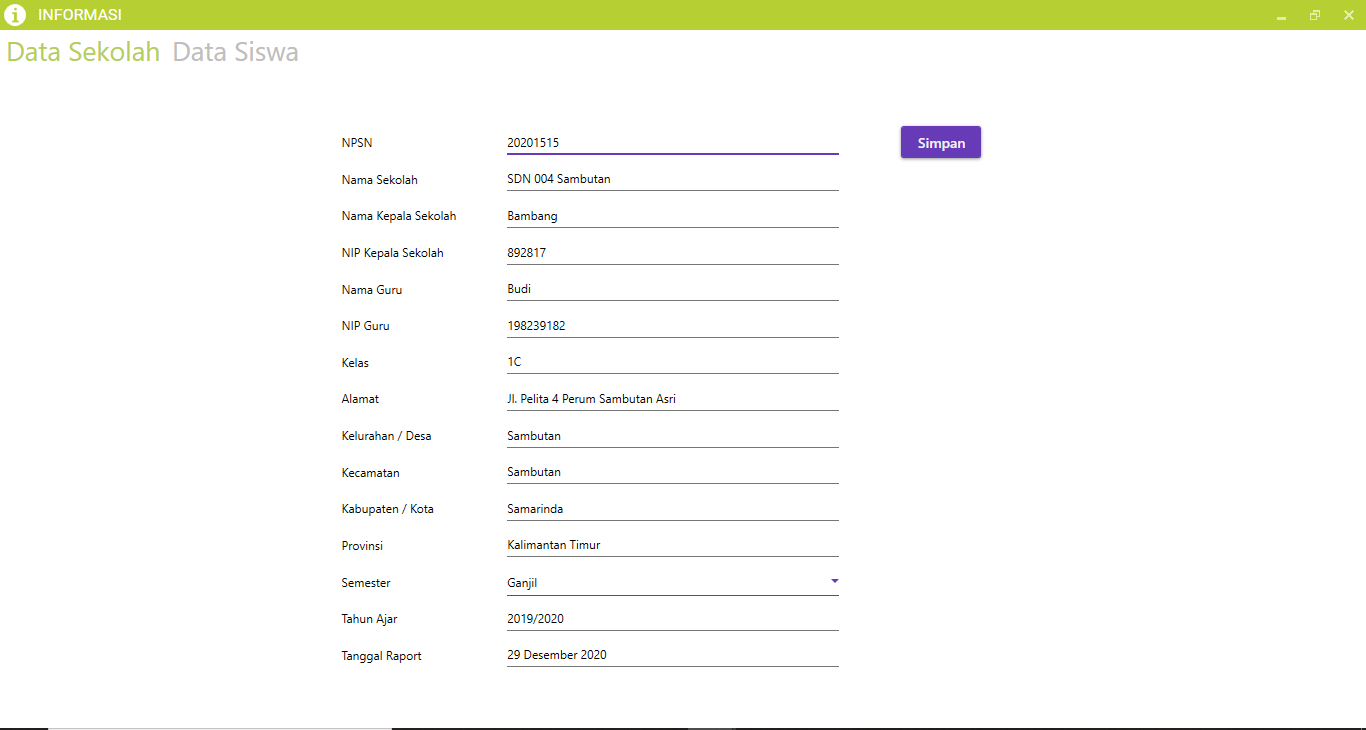 INFORMASI
Data Sekolah Data Siswa
NPSN 20201515 Simpan
Nama Sekolah SDN 004 Sambutan
Nama Kepala Sekolah Bambang
NIP Kepala Sekolah 892817
Nama Guru Budi
NIP Guru 198239182
Kelas 1C
Alamat Jl. Pelita 4 Perum Sambutan Asri
Kelurahan / Desa Sambutan
Kecamatan Sambutan
Kabupaten / Kota Samarinda
Provinsi Kalimantan Timur
Semester Ganjil
Tahun Ajar 2019/2020
Tanggal Raport 29 Desember 2020